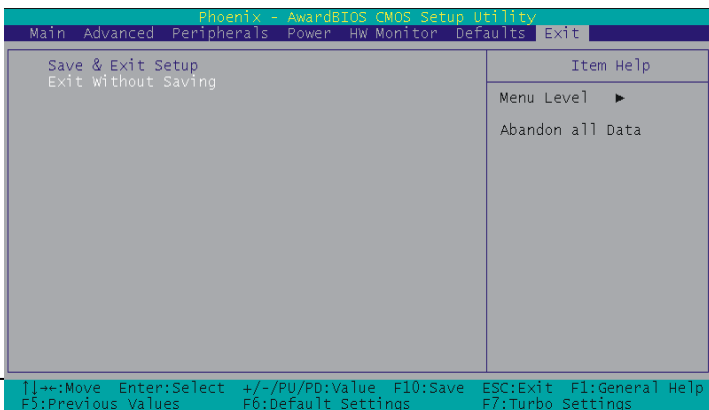 Phoenix - AwardBIOS CMOS Setup Utility
Main Advanced Peripherals Power HW Monitor Defaults Exit
Save & Exit Setup
Exit Without Saving
Item Help
Menu Level ►
Abandon all Data
↑↓→←:Move Enter:Select +/-/PU/PD:Value F10:Save ESC:Exit F1:General Help
F5:Previous Values F6:Default Settings F7:Turbo Settings